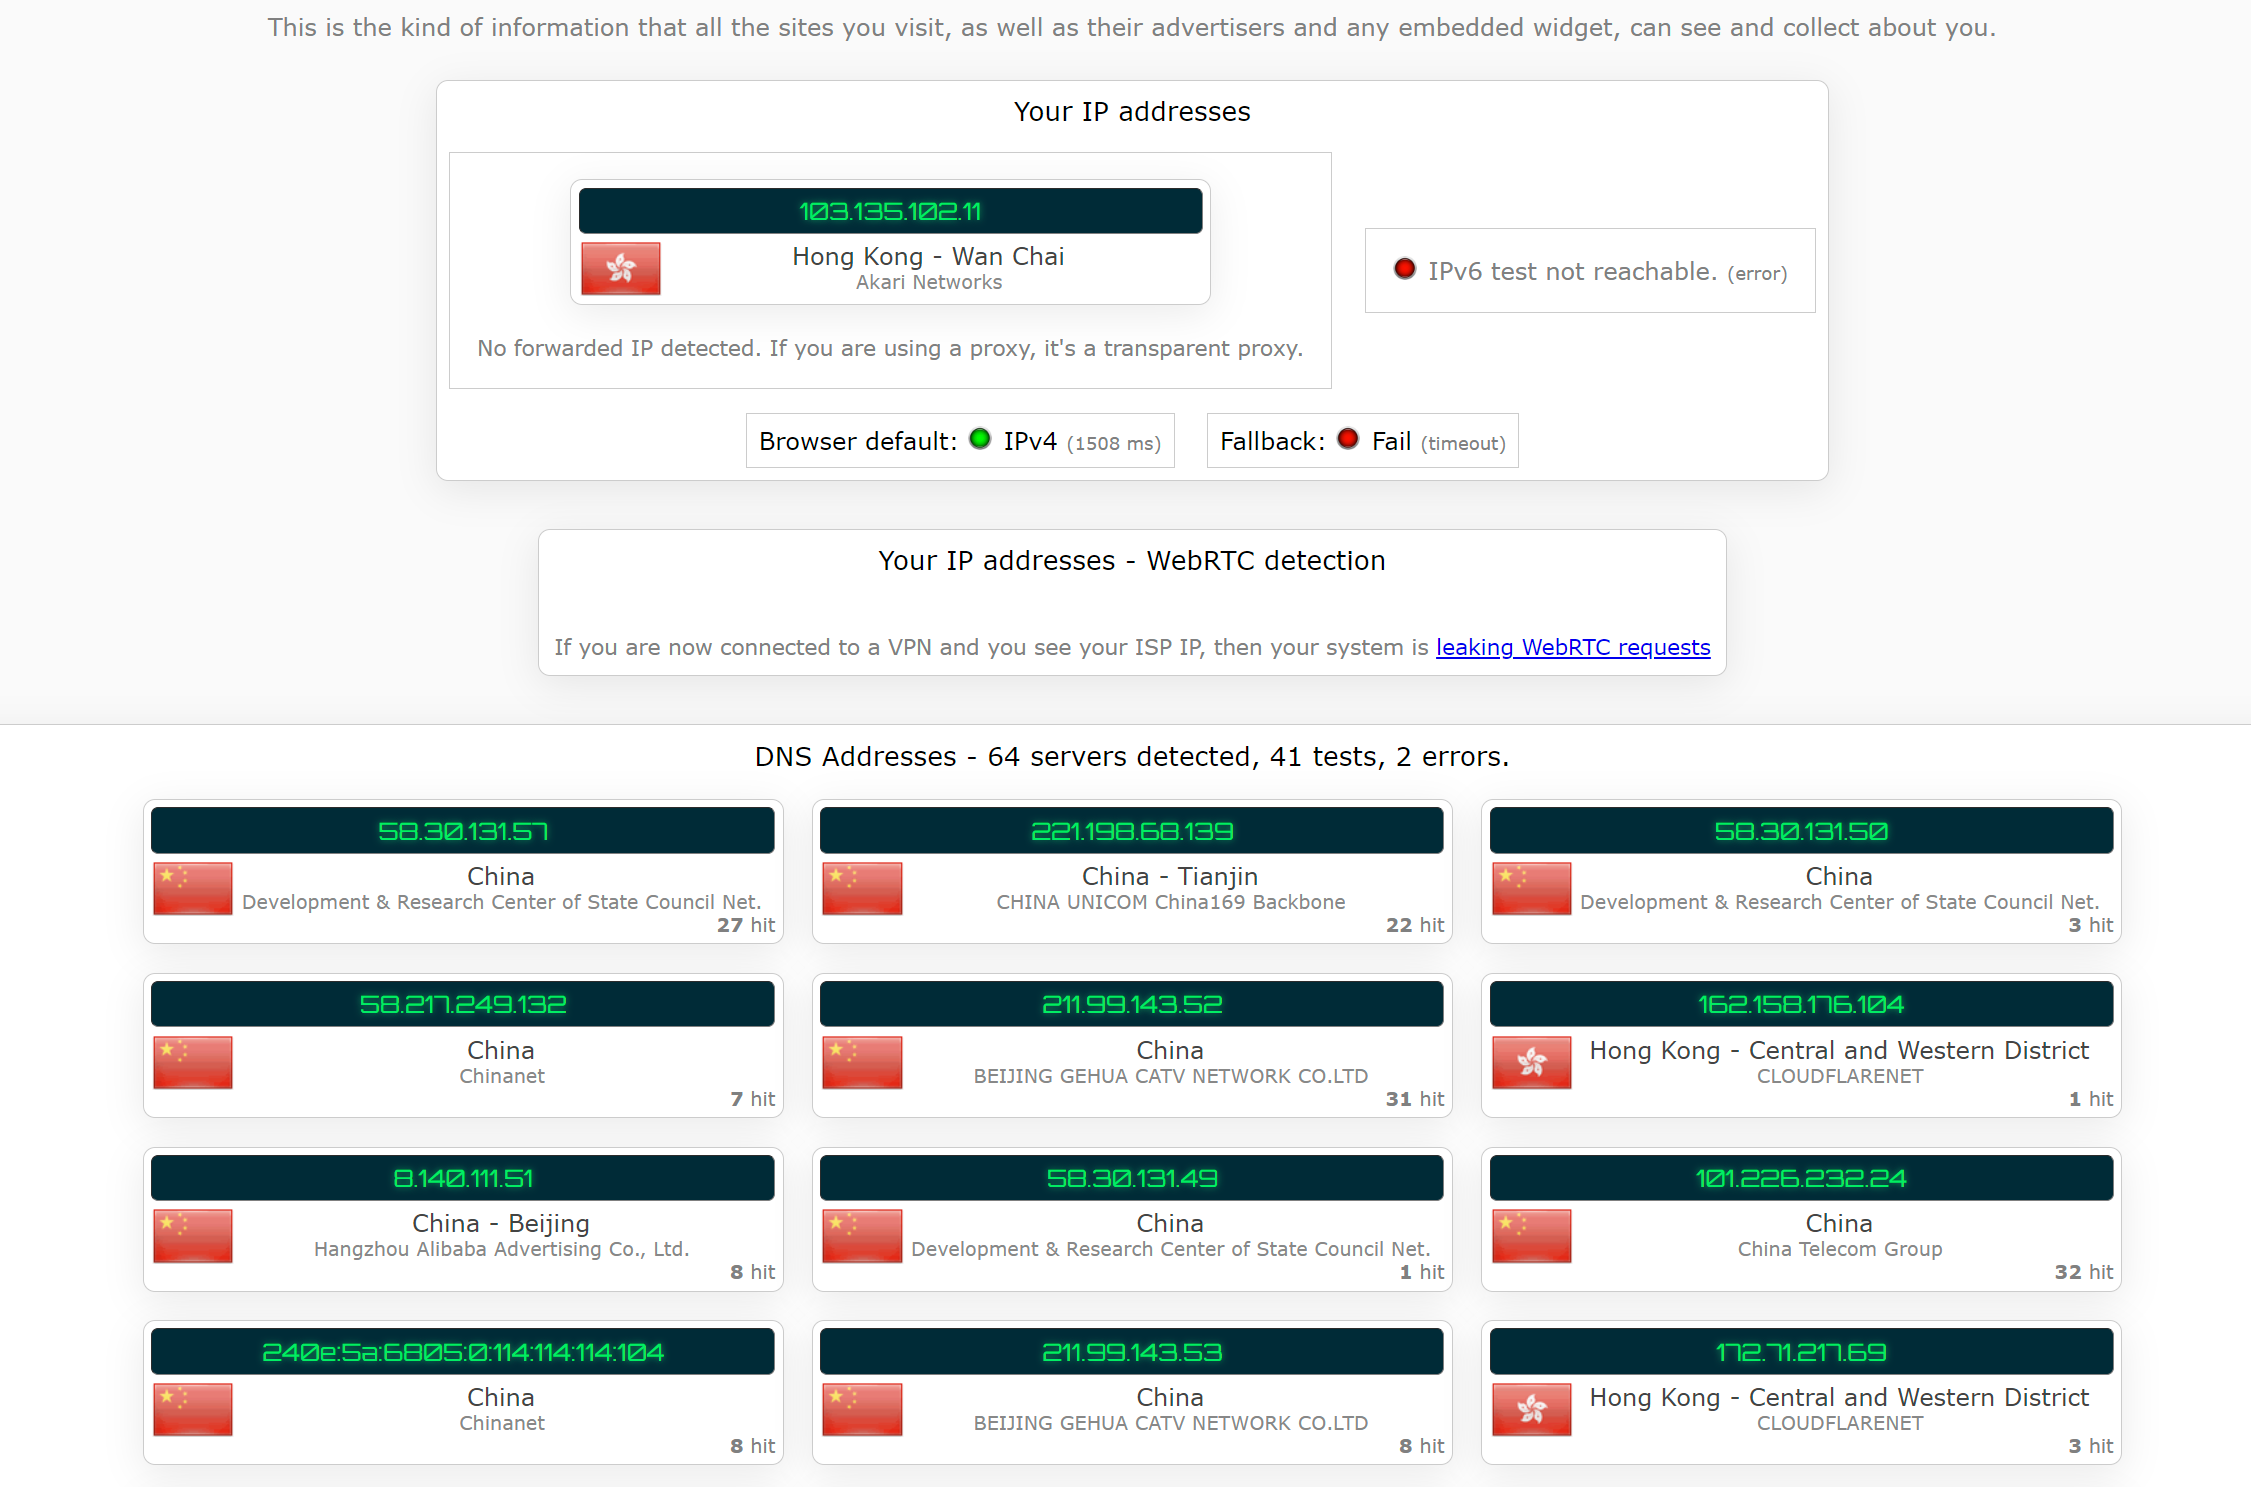 This is the kind of information that all the sites you visit, as well as their advertisers and any embedded widget, can see and collect about you.
Your IP addresses
103.135.102.11
Hong Kong - Wan Chai
Akari Networks
No forwarded IP detected. If you are using a proxy, it's a transparent proxy.
IPv6 test not reachable. (error)
Browser default: IPv4 (1508 ms)
Fallback: Fail (timeout)
Your IP addresses - WebRTC detection
If you are now connected to a VPN and you see your ISP IP, then your system is leaking WebRTC requests
DNS Addresses - 64 servers detected, 41 tests, 2 errors.
58.30.131.57
China
Development & Research Center of State Council Net.
27 hit
221.198.68.139
China - Tianjin
CHINA UNICOM China169 Backbone
22 hit
58.30.131.50
China
Development & Research Center of State Council Net.
3 hit
58.217.249.132
China
Chinanet
7 hit
211.99.143.52
China
BEIJING GEHUA CATV NETWORK CO.LTD
31 hit
162.158.176.104
Hong Kong - Central and Western District
CLOUDFLARENET
1 hit
8.140.111.51
China - Beijing
Hangzhou Alibaba Advertising Co., Ltd.
8 hit
58.30.131.49
China
Development & Research Center of State Council Net.
1 hit
101.226.232.24
China
China Telecom Group
32 hit
240e:5a:6805:0:114:114:114:104
China
Chinanet
8 hit
211.99.143.53
China
BEIJING GEHUA CATV NETWORK CO.LTD
8 hit
172.71.217.69
Hong Kong - Central and Western District
CLOUDFLARENET
3 hit